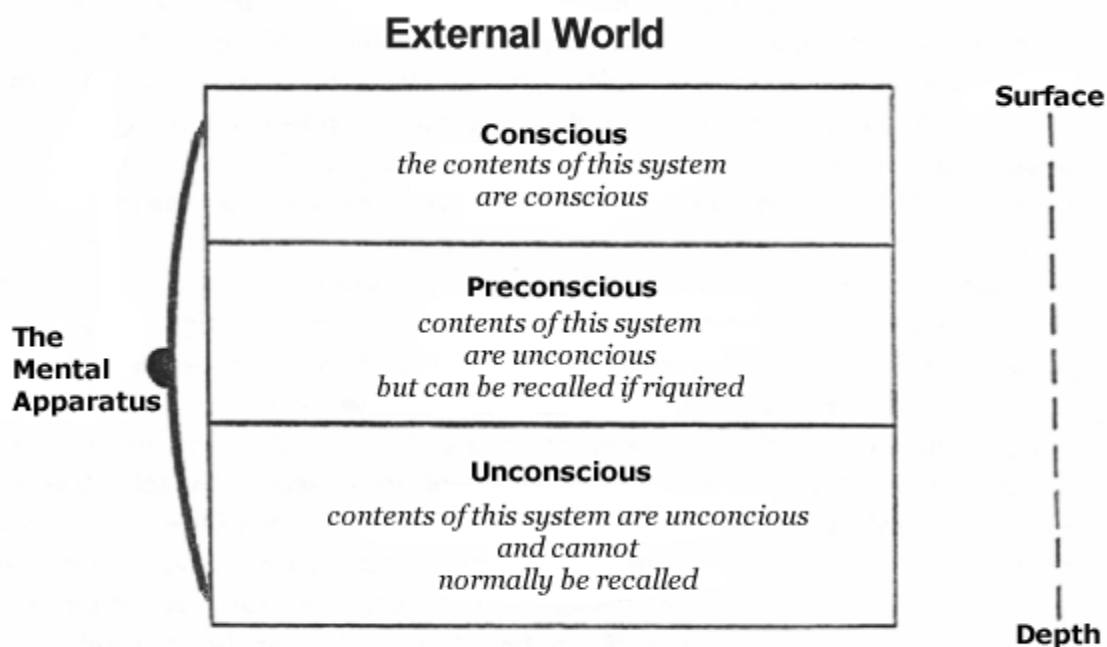 External World
Surface
Conscious
the contents of this system
are conscious
Preconscious
contents of this system
are unconcious
but can be recalled if riquired
The
Mental
Apparatus
Unconscious
contents of this system are unconcious
and cannot
normally be recalled
Depth